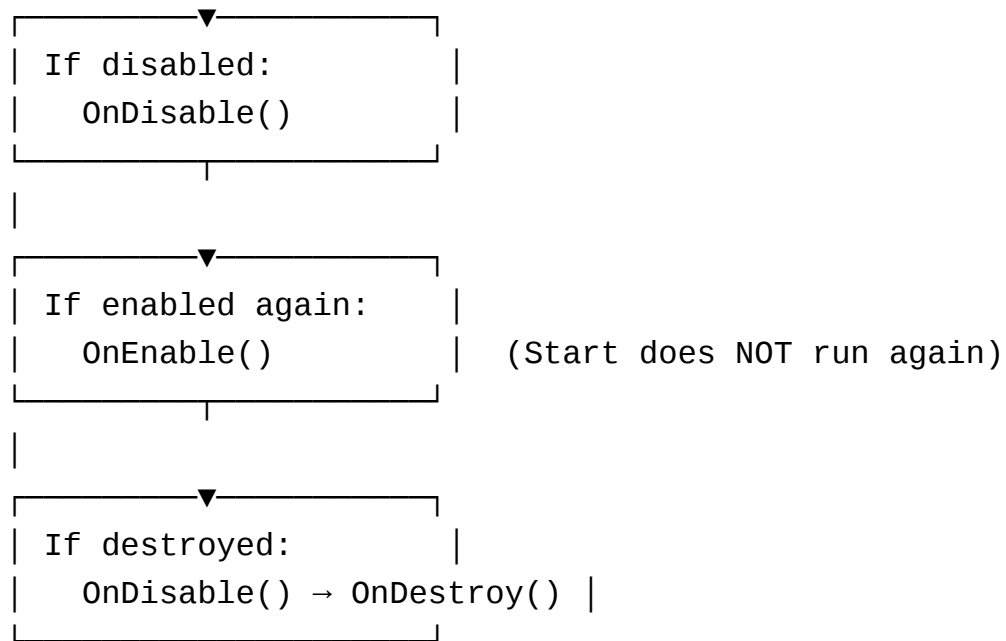 If disabled:
OnDisable()
If enabled again:
OnEnable() (Start does NOT run again)
If destroyed:
OnDisable() → OnDestroy()